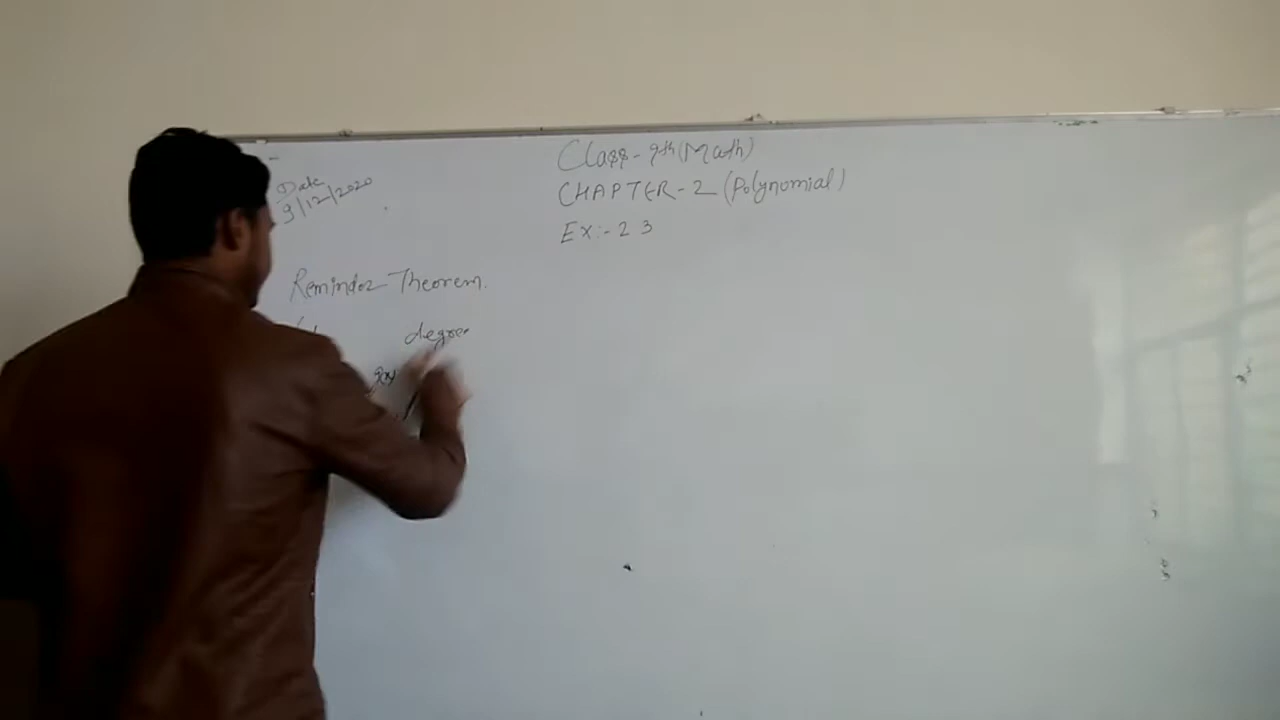 Class - 9th (Math)
CHAPTER - 2 (Polynomial)
Ex :- 2 3
Date
9/12/2020
Reminder Theorem.
degree